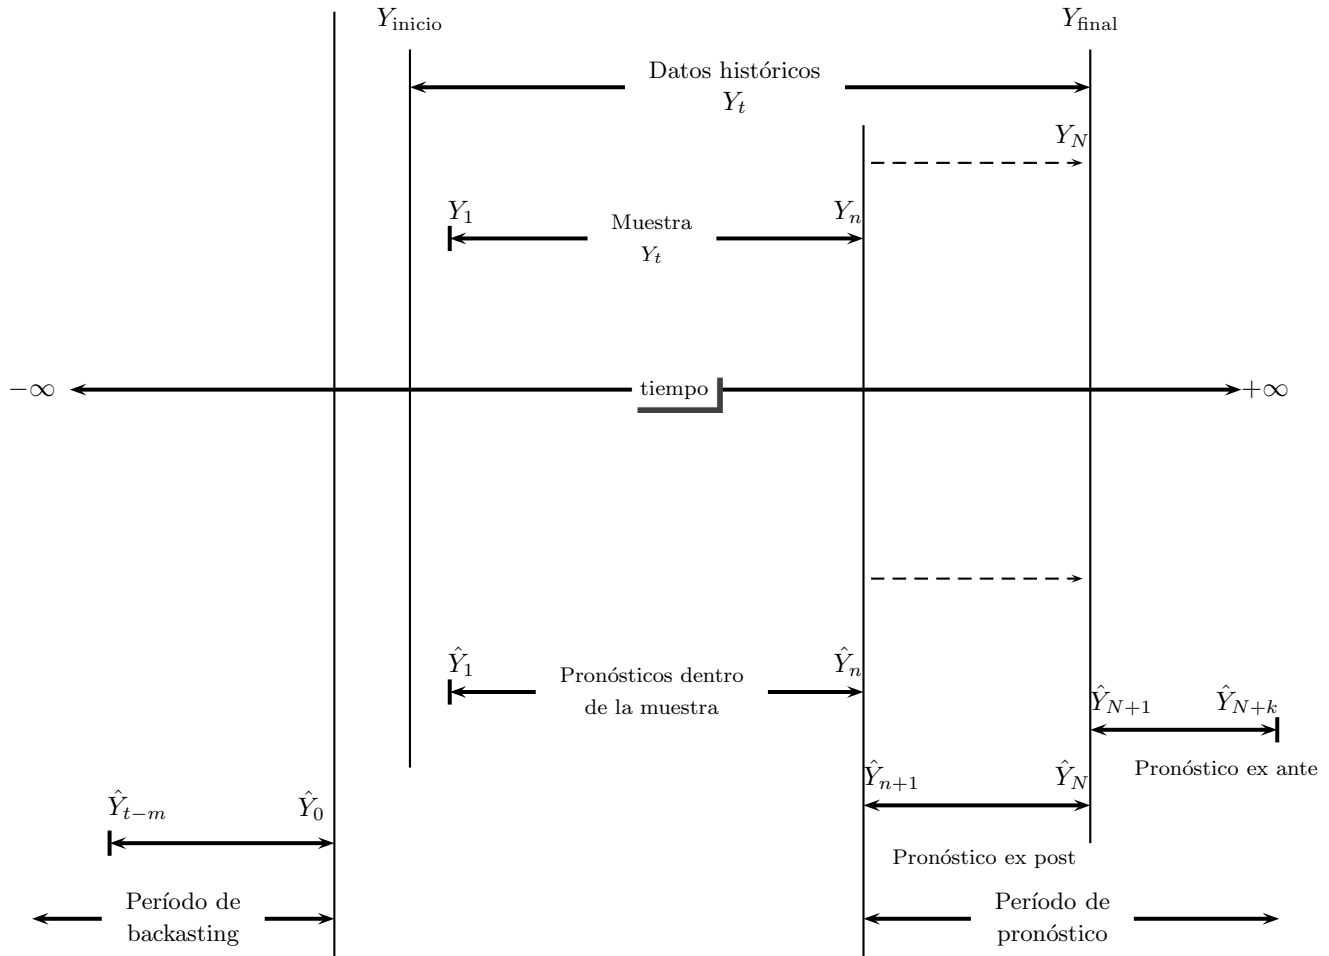 Y_inicio
Y_final
Datos históricos
Y_t
Y_N
Y_1
Muestra
Y_n
Y_t
−∞
tiempo
+∞
Ŷ_1
Pronósticos dentro
Ŷ_n
de la muestra
Ŷ_{N+1}
Ŷ_{N+k}
Pronóstico ex ante
Ŷ_{n+1}
Ŷ_N
Ŷ_{t−m}
Ŷ_0
Pronóstico ex post
Período de
backasting
Período de
pronóstico